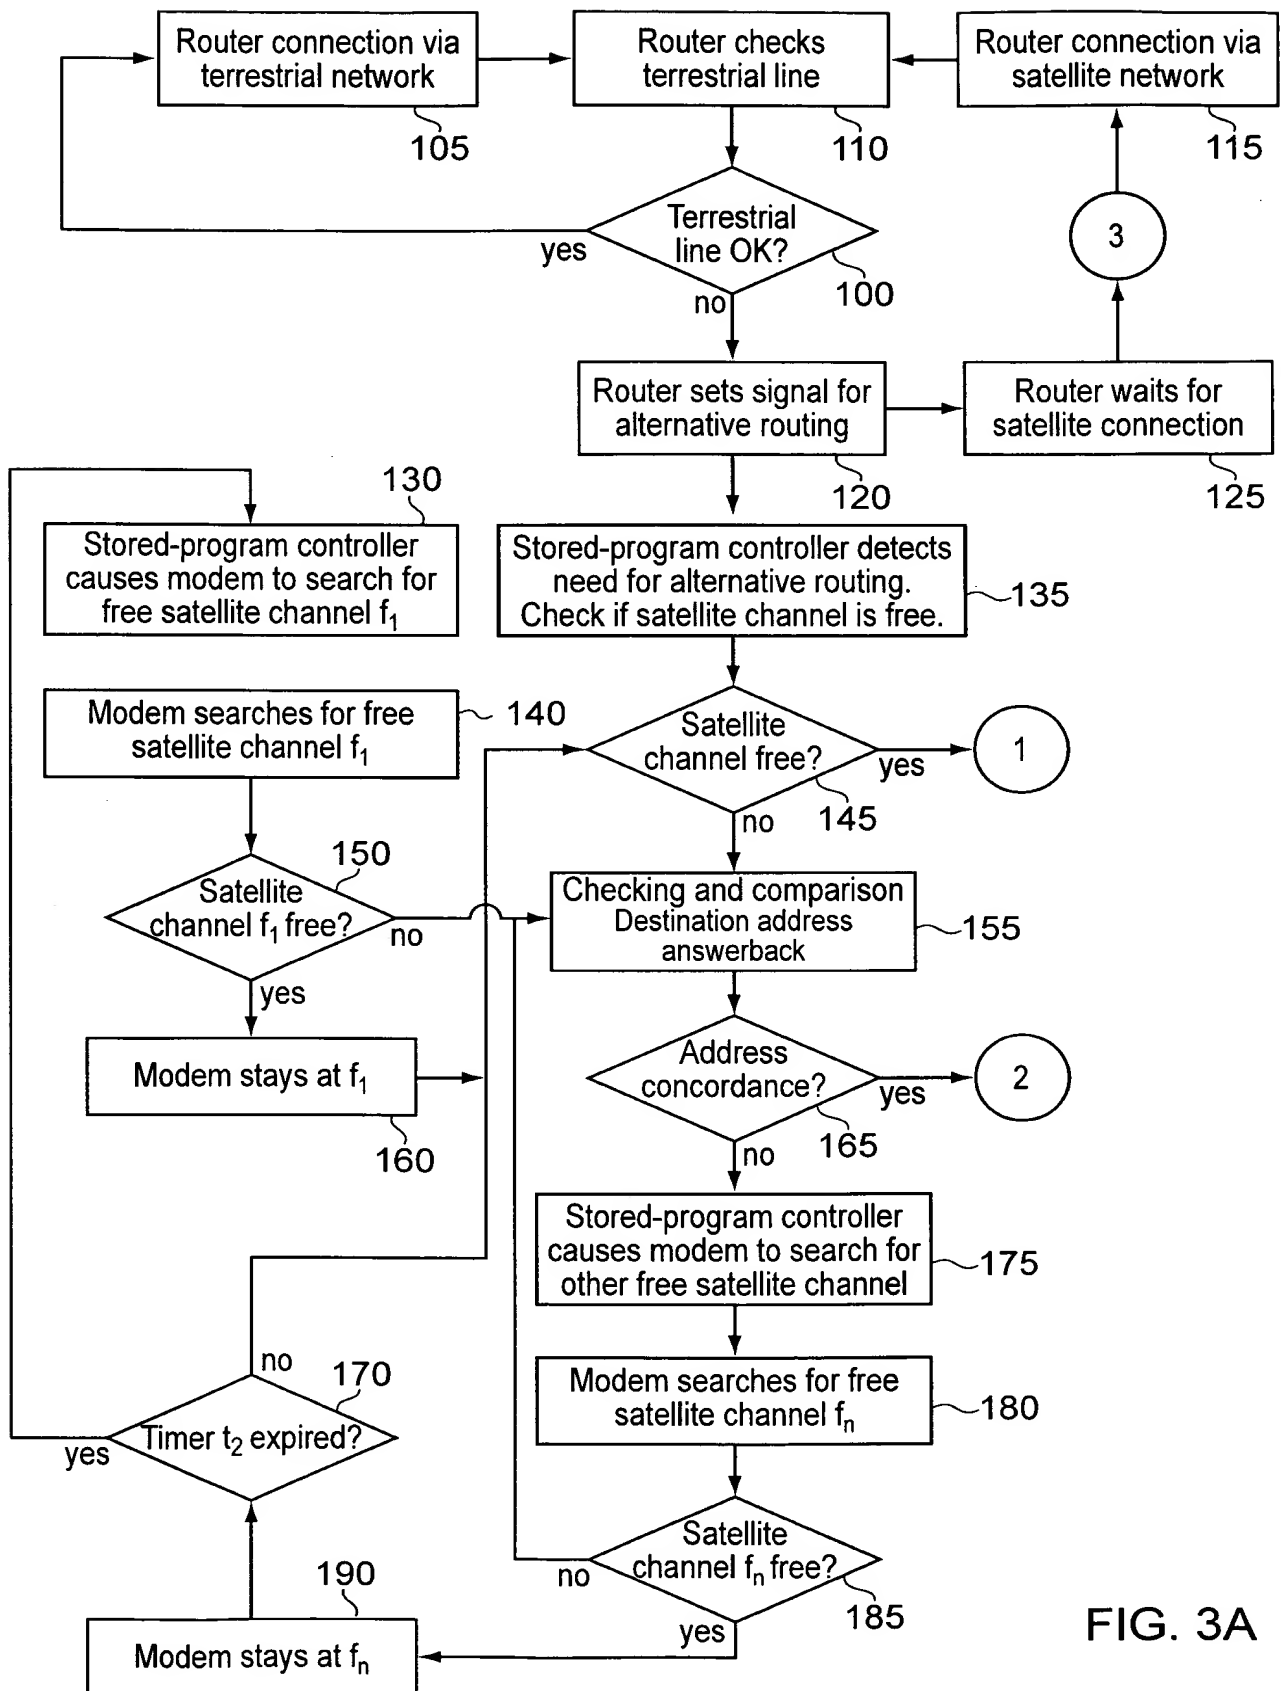 Router connection via
terrestrial network
105
Router checks
terrestrial line
110
Router connection via
satellite network
115
Terrestrial
line OK?
yes
100
no
3
Router sets signal for
alternative routing
120
Router waits for
satellite connection
125
130
Stored-program controller
causes modem to search for
free satellite channel f1
Stored-program controller detects
need for alternative routing.
Check if satellite channel is free.
135
Modem searches for free
satellite channel f1
140
Satellite
channel free?
yes
145
no
1
150
Satellite
channel f1 free?
no
yes
Checking and comparison
Destination address
answerback
155
Modem stays at f1
160
Address
concordance?
yes
165
no
2
Stored-program controller
causes modem to search for
other free satellite channel
175
no
170
Timer t2 expired?
yes
Modem searches for free
satellite channel fn
180
Satellite
channel fn free?
no
185
yes
190
Modem stays at fn
FIG. 3A